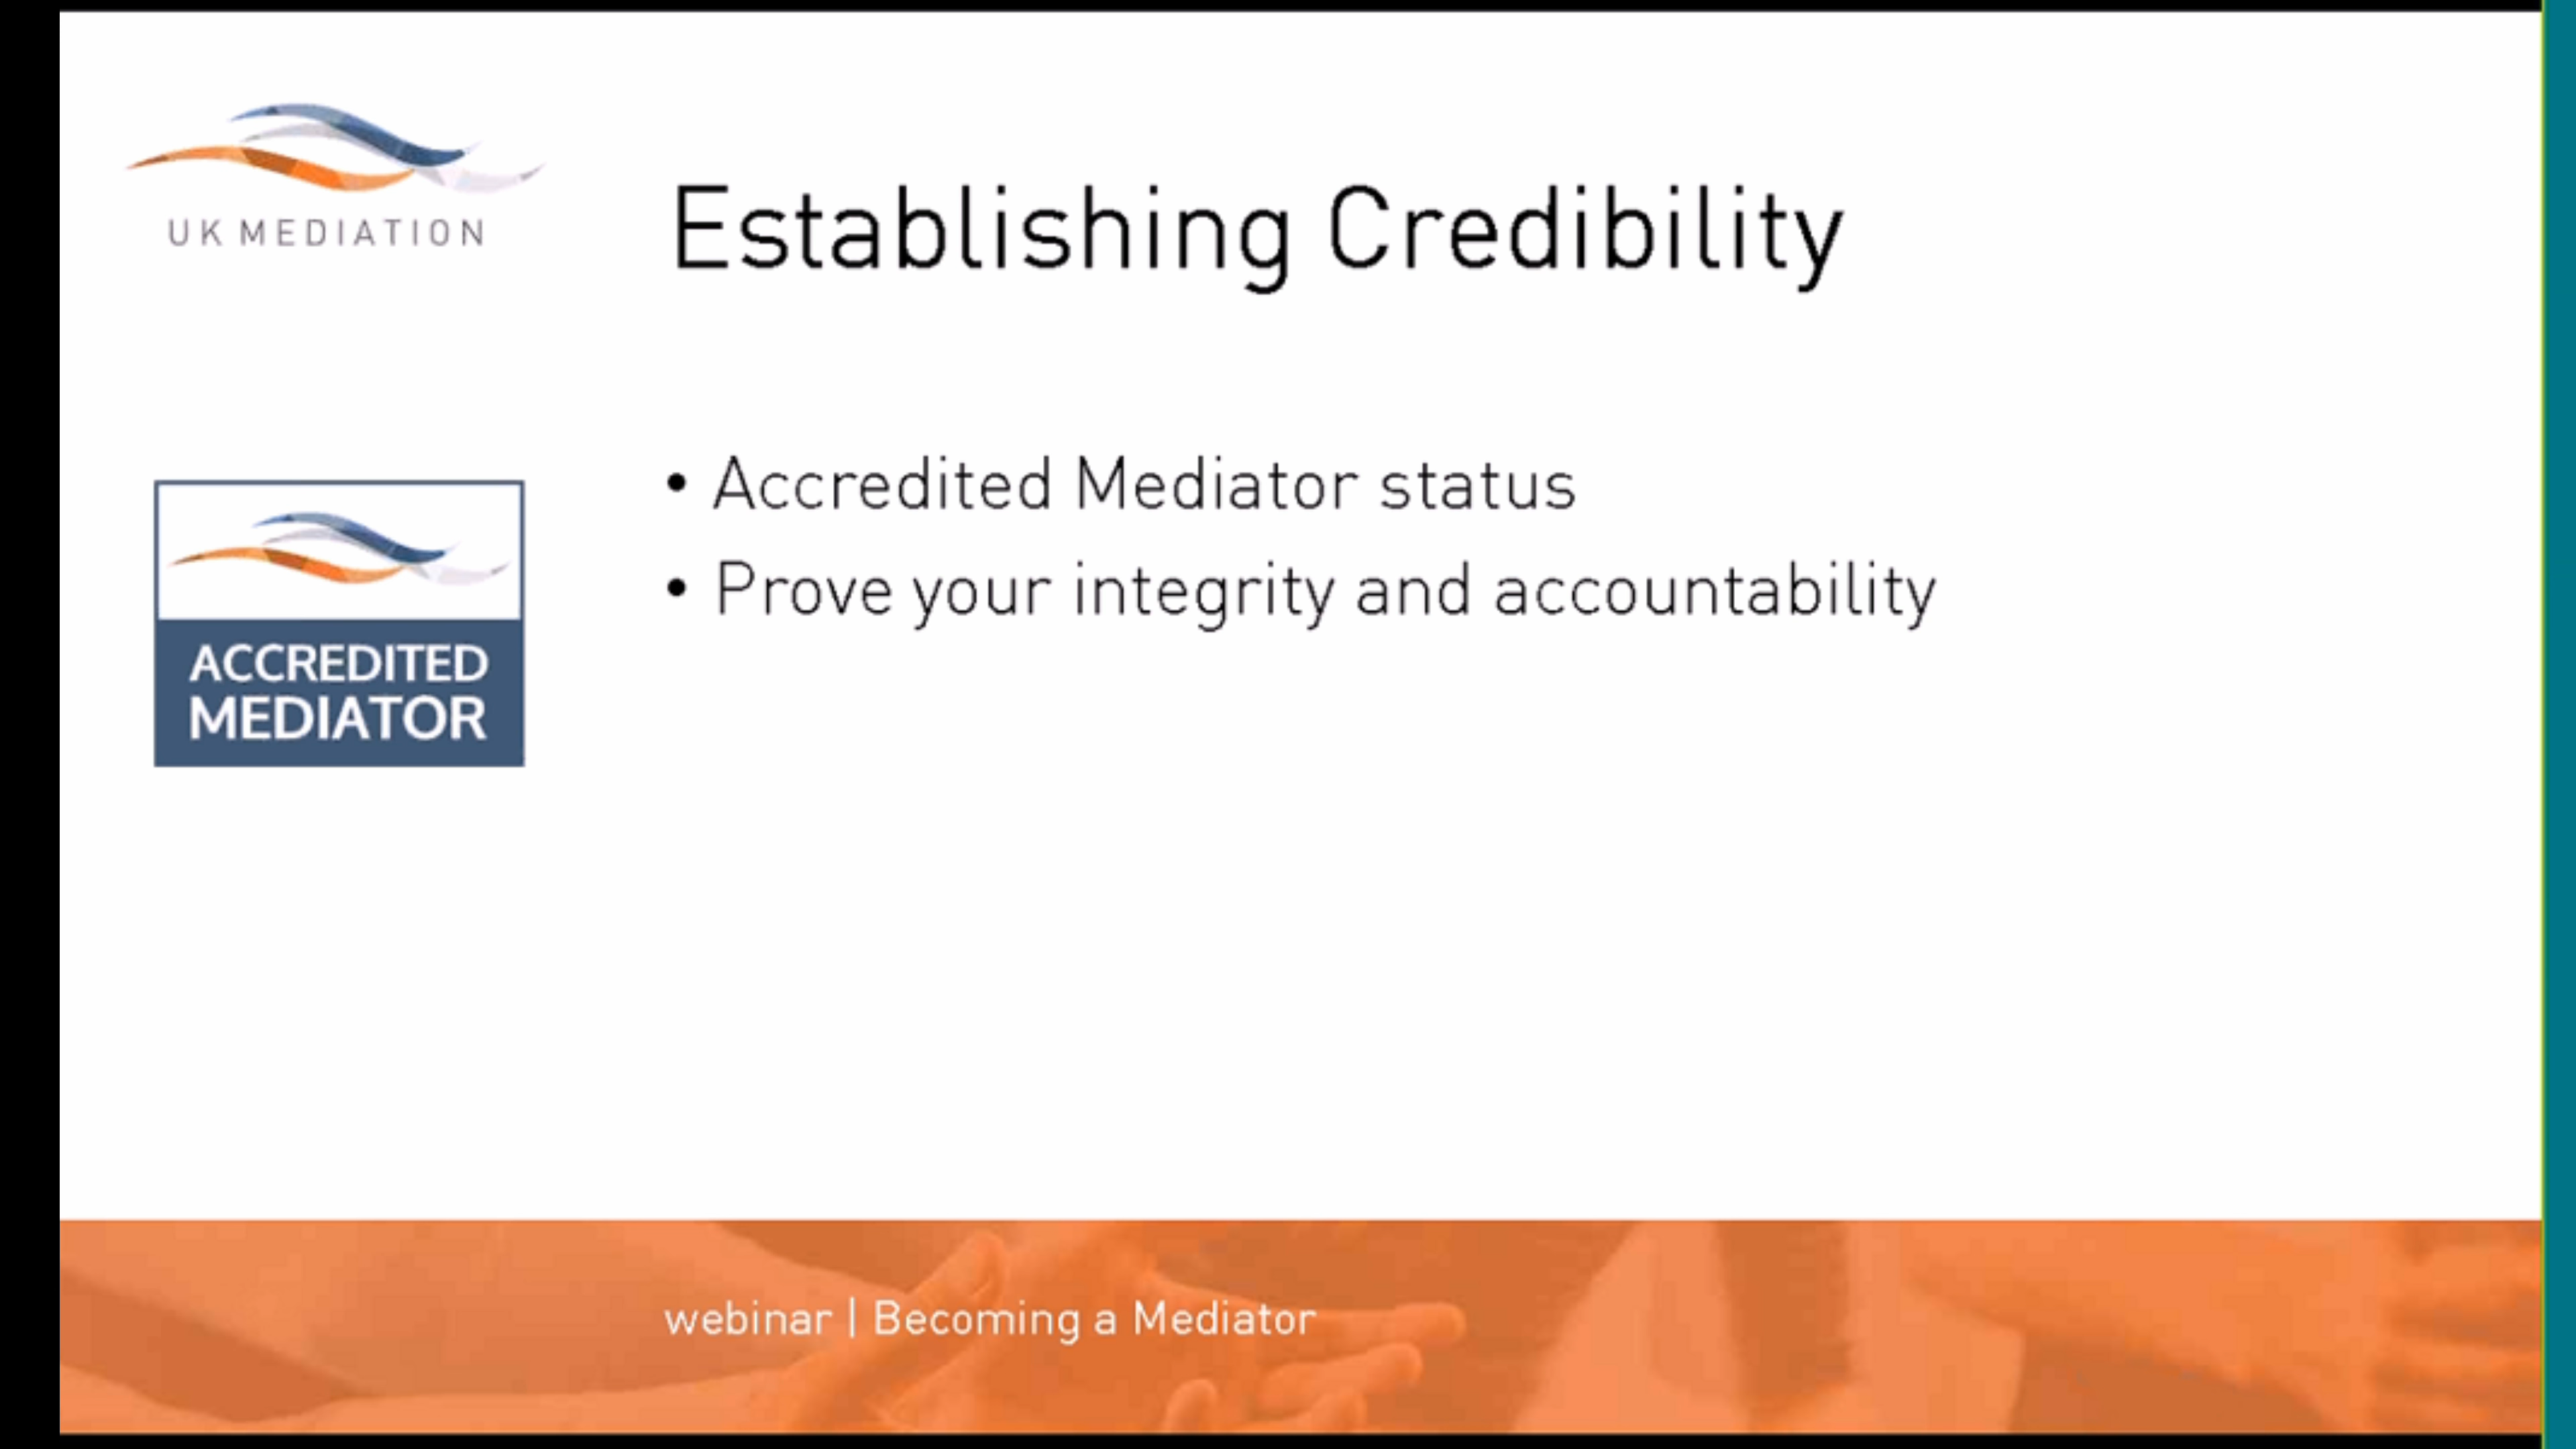 UK MEDIATION
Establishing Credibility
• Accredited Mediator status
• Prove your integrity and accountability
ACCREDITED
MEDIATOR
webinar | Becoming a Mediator